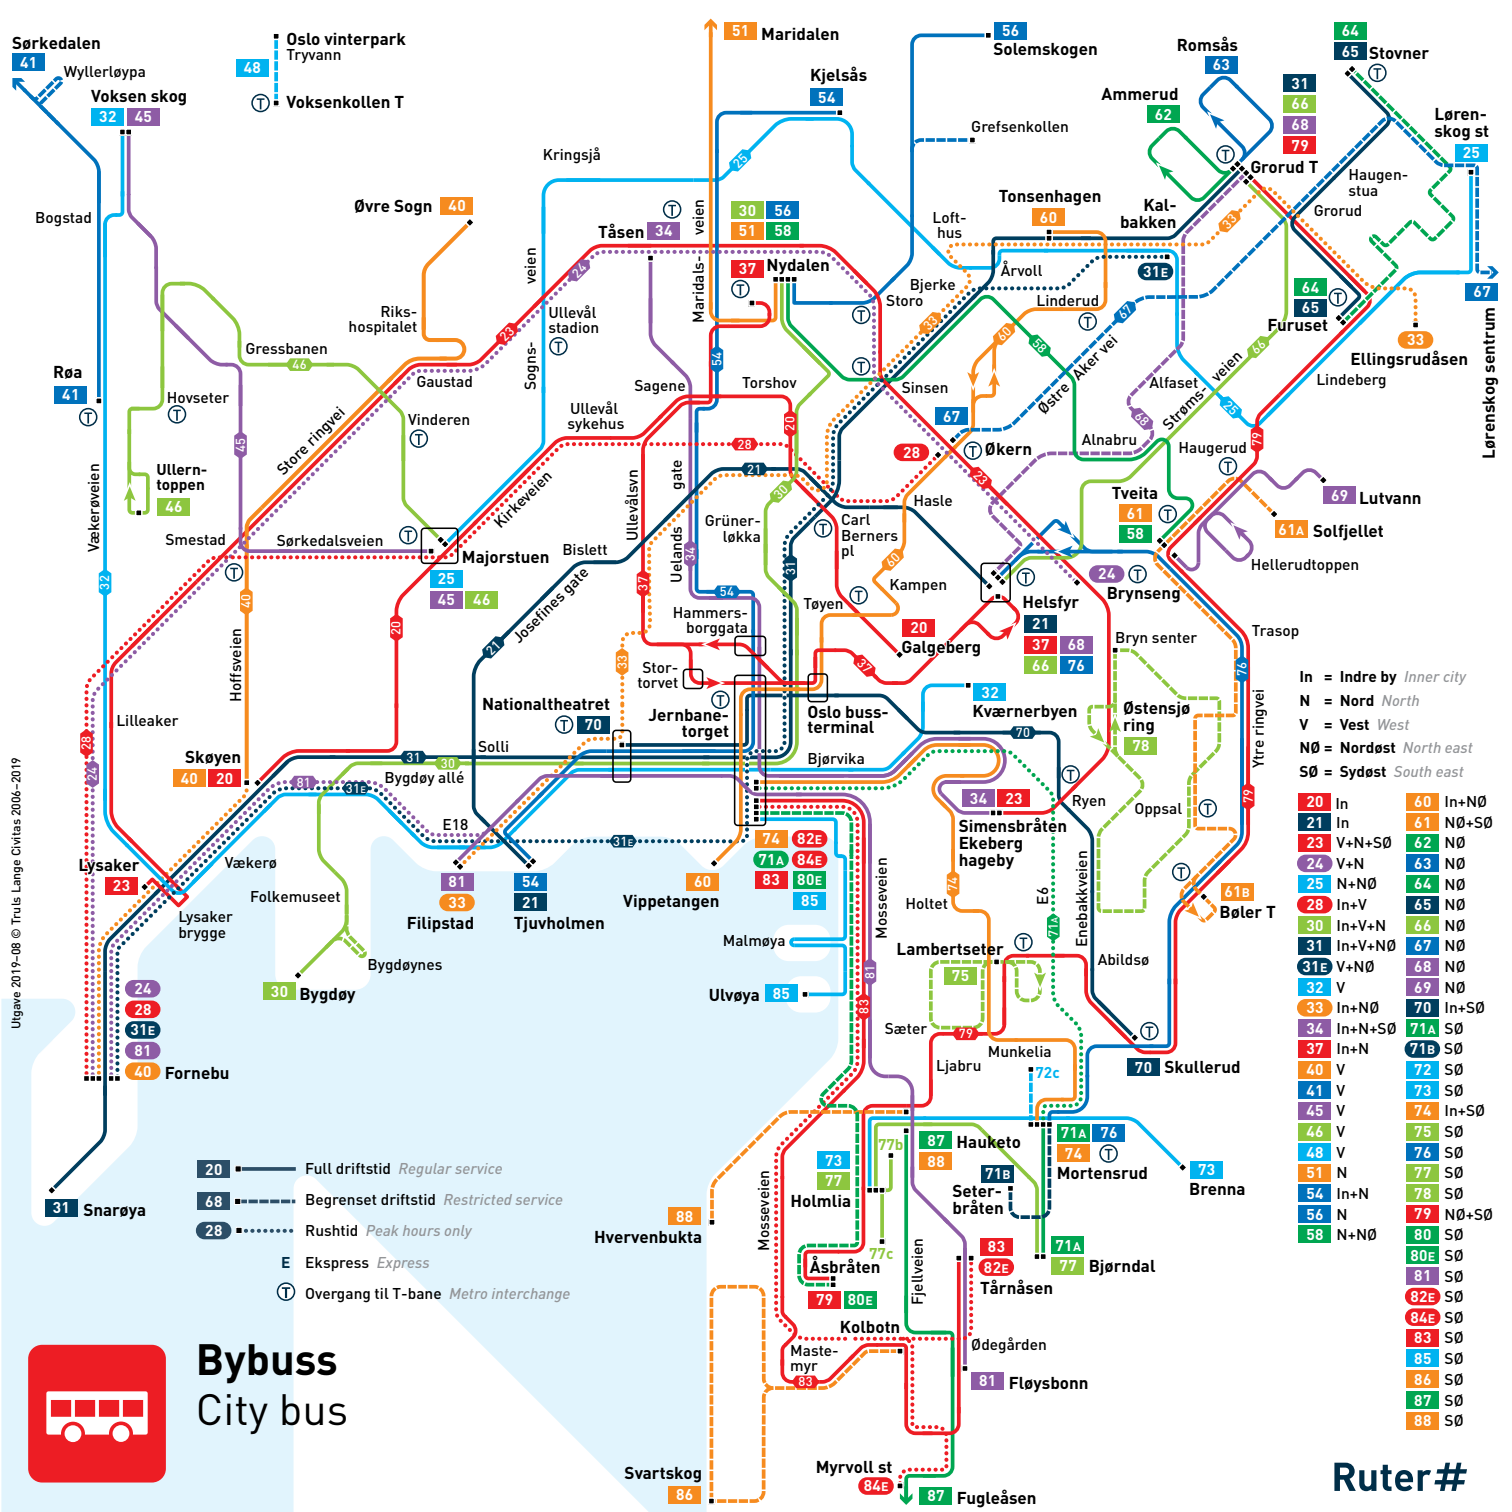 Sørkedalen
41
Wyllerløypa
Voksen skog
32 45
48
Oslo vinterpark
Tryvann
T Voksenkollen T
51 Maridalen
56
Solemskogen
Kjelsås
54
Grefsenkollen
Romsås
63
Ammerud
62
31
66
68
79
Grorud T
64
65 Stovner
Løren-
skog st
25
Haugen-
stua
Grorud
Kringsjå
Bogstad
Øvre Sogn 40
Tåsen 34
30 56
51 58
37 Nydalen
Tonsenhagen
60
Kal-
bakken
Loft-
hus
Årvoll
31E
Bjerke
Storo
Linderud
64
65
Furuset
67
Lørenskog sentrum
33
Ellingsrudåsen
Lindeberg
Riks-
hospitalet
Ullevål
stadion
Sogns-
veien
Maridals-
veien
Gressbanen
Gaustad
Røa
41
Hovseter
Vinderen
Store ringvei
Sagene
Torshov
Sinsen
Ullevål
sykehus
Østre Aker vei
Alfaset
Strøms-
veien
Alnabru
Haugerud
67
Økern
28
Ullern-
toppen
46
Vækerøveien
Smestad
Sørkedalsveien
Kirkeveien
Majorstuen
25
45 46
Ullevålsvn
Uelands
gate
Grüner-
løkka
Carl
Berners
pl
Hasle
Tveita
61
58
69 Lutvann
61A Solfjellet
Hellerudtoppen
24 T
Brynseng
Bislett
Josefines gate
Hammers-
borggata
Tøyen
Kampen
Helsfyr
21
37 68
66 76
20
Galgeberg
Bryn senter
Trasop
Hoffsveien
Lilleaker
Stor-
torvet
Nationaltheatret
T 70
Jernbane-
torget
Oslo buss-
terminal
32
Kværnerbyen
Østensjø
ring
78
Ytre ringvei
Skøyen
40 20
Solli
Bygdøy allé
Bjørvika
Ryen
Oppsal
34 23
Simensbråten
Ekeberg
hageby
E18
Vækerø
Lysaker
23
Lysaker
brygge
Folkemuseet
Bygdøynes
30 Bygdøy
81
33
Filipstad
54
21
Tjuvholmen
60
Vippetangen
74 82E
71A 84E
83 80E
85
Mosseveien
Malmøya
Ulvøya 85
Holtet
E6
Enebakkveien
61B
Bøler T
Lambertseter
75
Abildsø
Sæter
Ljabru
Munkelia
72c
70 Skullerud
24
28
31E
81
40 Fornebu
31 Snarøya
88
Hvervenbukta
Mosseveien
77b
73
77
Holmlia
77c
87 Hauketo
88
71B
Seter-
bråten
71A 76
74 T
Mortensrud
73
Brenna
71A
77 Bjørndal
83
82E
Tårnåsen
Åsbråten
79 80E
Fjellveien
Kolbotn
Maste-
myr
Ødegården
81 Fløysbonn
Myrvoll st
84E
87 Fugleåsen
Svartskog
86
20 Full driftstid Regular service
68 Begrenset driftstid Restricted service
28 Rushtid Peak hours only
E Ekspress Express
T Overgang til T-bane Metro interchange
In = Indre by Inner city
N = Nord North
V = Vest West
NØ = Nordøst North east
SØ = Sydøst South east
20 In
21 In
23 V+N+SØ
24 V+N
25 N+NØ
28 In+V
30 In+V+N
31 In+V+NØ
31E V+NØ
32 V
33 In+NØ
34 In+N+SØ
37 In+N
40 V
41 V
45 V
46 V
48 V
51 N
54 In+N
56 N
58 N+NØ
60 In+NØ
61 NØ+SØ
62 NØ
63 NØ
64 NØ
65 NØ
66 NØ
67 NØ
68 NØ
69 NØ
70 In+SØ
71A SØ
71B SØ
72 SØ
73 SØ
74 In+SØ
75 SØ
76 SØ
77 SØ
78 SØ
79 NØ+SØ
80 SØ
80E SØ
81 SØ
82E SØ
84E SØ
83 SØ
85 SØ
86 SØ
87 SØ
88 SØ
Utgave 2019–08 © Truls Lange Civitas 2006–2019
Bybuss
City bus
Ruter#